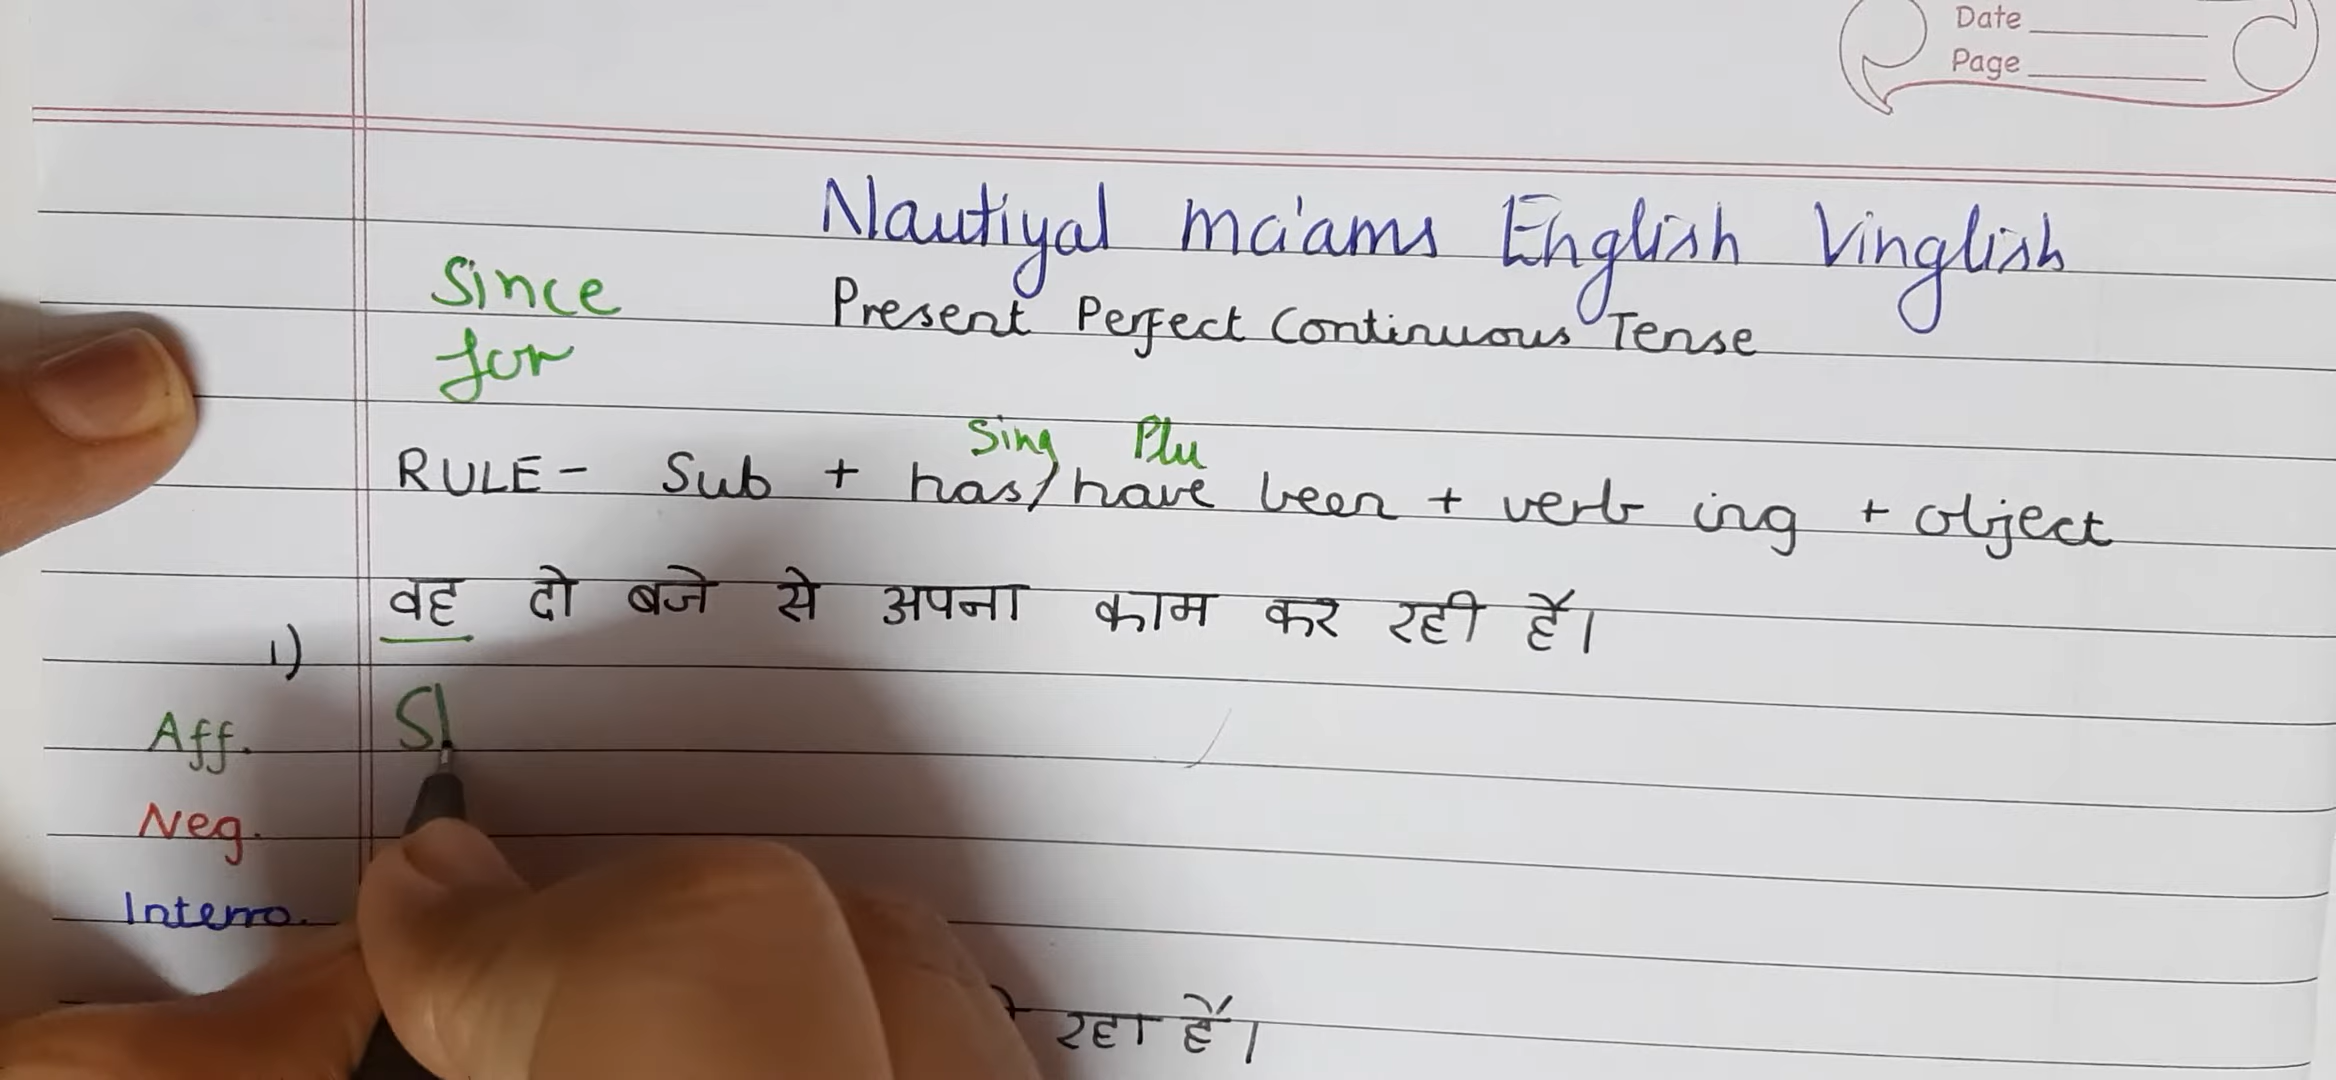 Date
Page
Nautiyal ma'ams English Vinglish
Since
Present Perfect Continuous Tense
for
Sing Plu
RULE - Sub + has/have been + verb ing + object
1) वह दो बजे से अपना काम कर रही हैं।
Aff. Sh
Neg.
Interro.
रहा हैं।